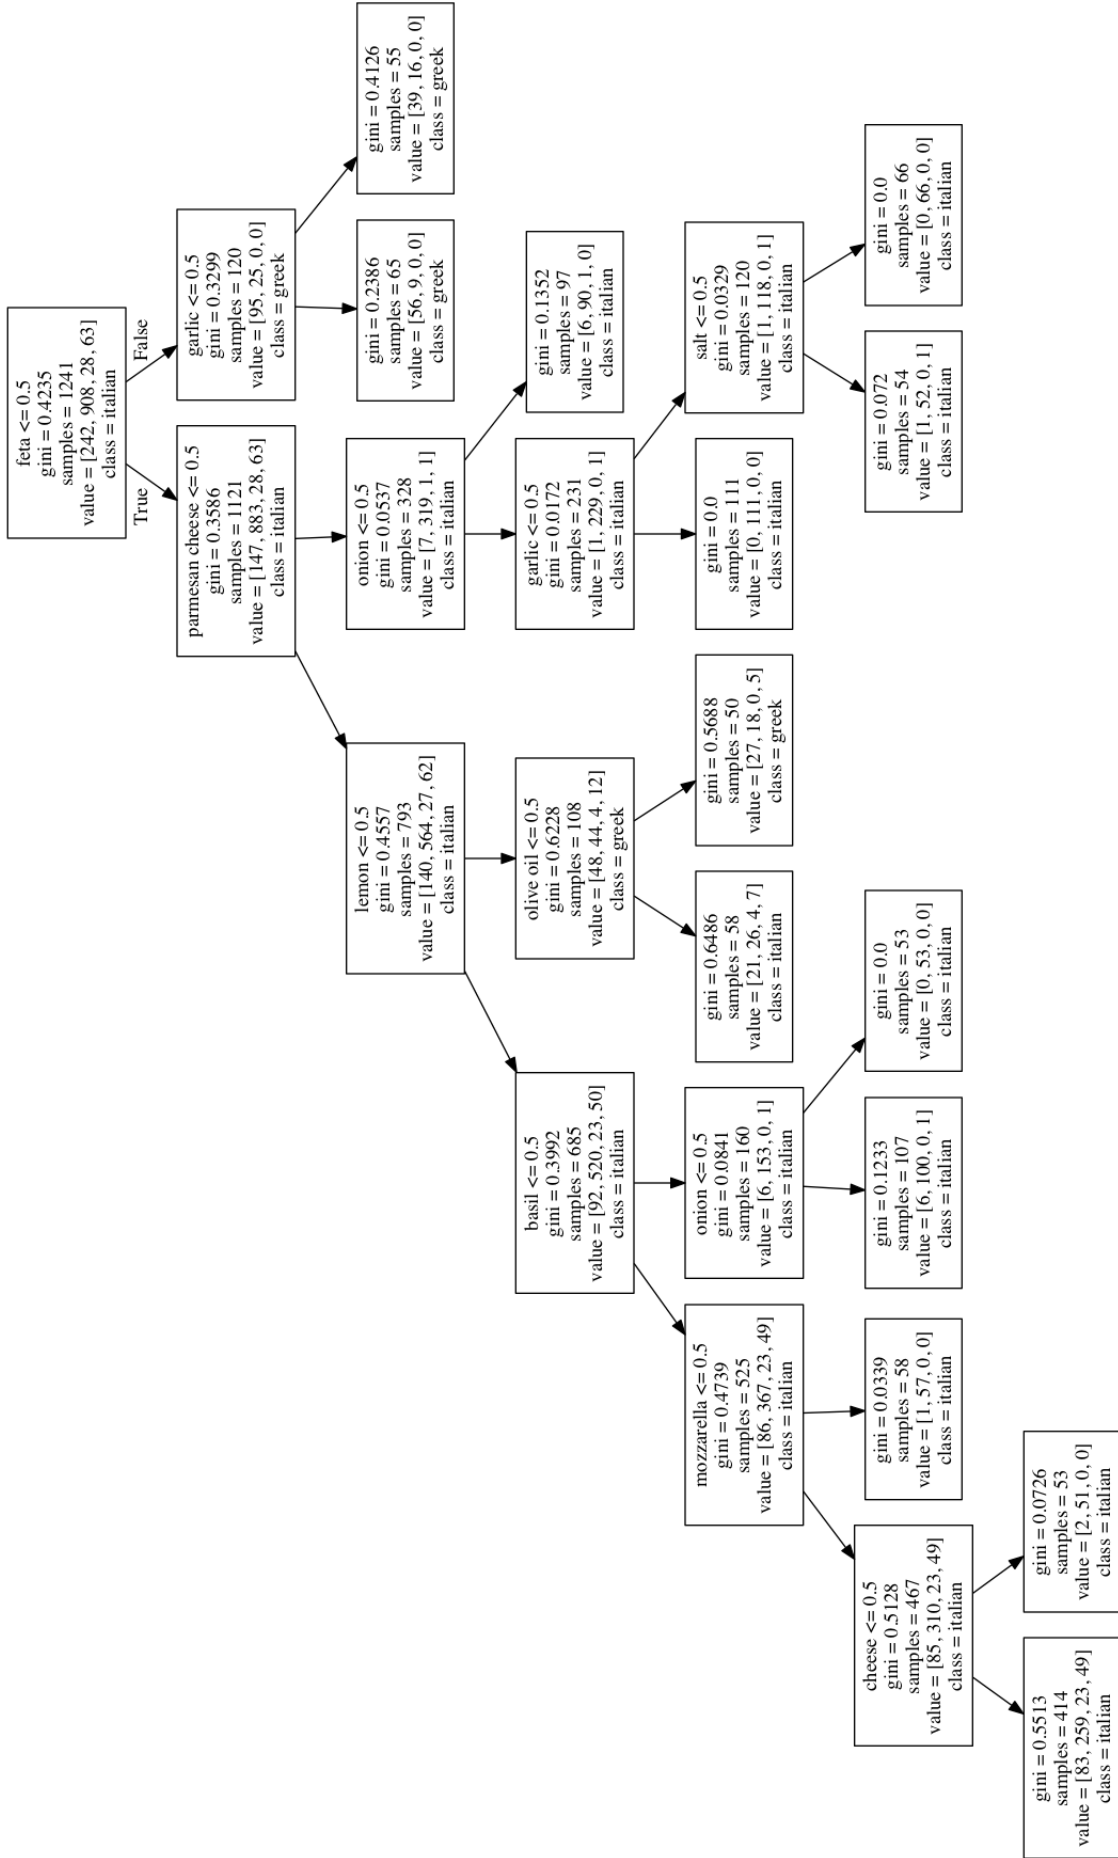 feta <= 0.5
gini = 0.4235
samples = 1241
value = [242, 908, 28, 63]
class = italian
True
False
parmesan cheese <= 0.5
gini = 0.3586
samples = 1121
value = [147, 883, 28, 63]
class = italian
garlic <= 0.5
gini = 0.3299
samples = 120
value = [95, 25, 0, 0]
class = greek
lemon <= 0.5
gini = 0.4557
samples = 793
value = [140, 564, 27, 62]
class = italian
onion <= 0.5
gini = 0.0537
samples = 328
value = [7, 319, 1, 1]
class = italian
gini = 0.2386
samples = 65
value = [56, 9, 0, 0]
class = greek
gini = 0.4126
samples = 55
value = [39, 16, 0, 0]
class = greek
basil <= 0.5
gini = 0.3992
samples = 685
value = [92, 520, 23, 50]
class = italian
olive oil <= 0.5
gini = 0.6228
samples = 108
value = [48, 44, 4, 12]
class = greek
garlic <= 0.5
gini = 0.0172
samples = 231
value = [1, 229, 0, 1]
class = italian
gini = 0.1352
samples = 97
value = [6, 90, 1, 0]
class = italian
mozzarella <= 0.5
gini = 0.4739
samples = 525
value = [86, 367, 23, 49]
class = italian
onion <= 0.5
gini = 0.0841
samples = 160
value = [6, 153, 0, 1]
class = italian
gini = 0.6486
samples = 58
value = [21, 26, 4, 7]
class = italian
gini = 0.5688
samples = 50
value = [27, 18, 0, 5]
class = greek
gini = 0.0
samples = 111
value = [0, 111, 0, 0]
class = italian
salt <= 0.5
gini = 0.0329
samples = 120
value = [1, 118, 0, 1]
class = italian
cheese <= 0.5
gini = 0.5128
samples = 467
value = [85, 310, 23, 49]
class = italian
gini = 0.0339
samples = 58
value = [1, 57, 0, 0]
class = italian
gini = 0.1233
samples = 107
value = [6, 100, 0, 1]
class = italian
gini = 0.0
samples = 53
value = [0, 53, 0, 0]
class = italian
gini = 0.072
samples = 54
value = [1, 52, 0, 1]
class = italian
gini = 0.0
samples = 66
value = [0, 66, 0, 0]
class = italian
gini = 0.5513
samples = 414
value = [83, 259, 23, 49]
class = italian
gini = 0.0726
samples = 53
value = [2, 51, 0, 0]
class = italian